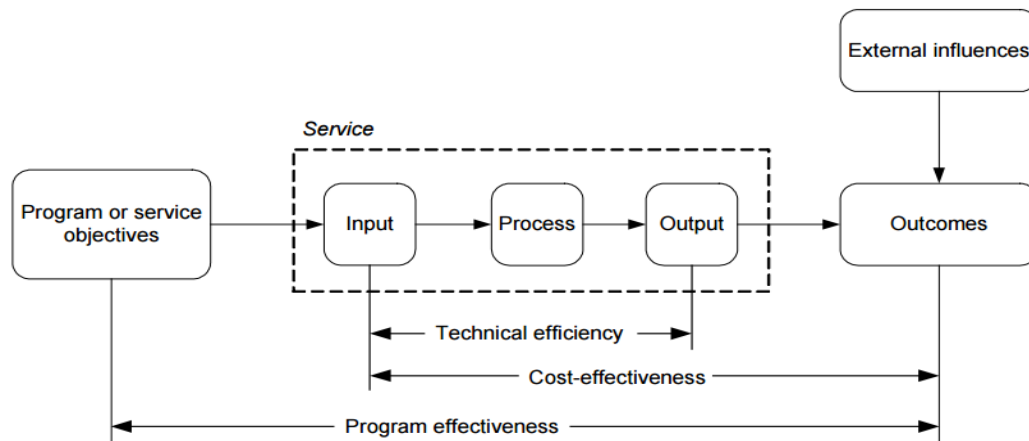 External influences
Service
Program or service
objectives
Input
Process
Output
Outcomes
Technical efficiency
Cost-effectiveness
Program effectiveness